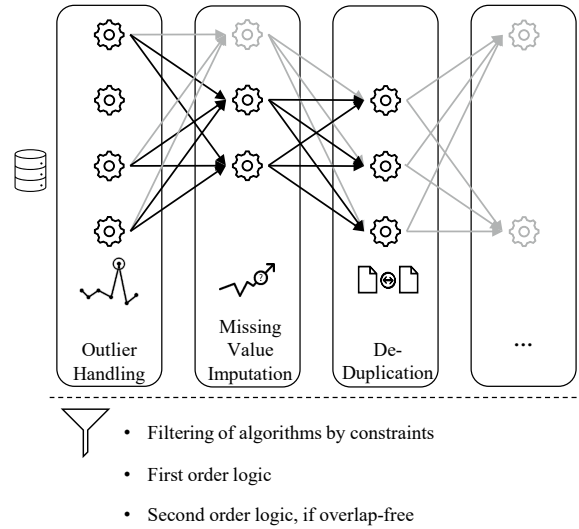 Outlier
Handling
Missing
Value
Imputation
?
De-
Duplication
...
• Filtering of algorithms by constraints
• First order logic
• Second order logic, if overlap-free